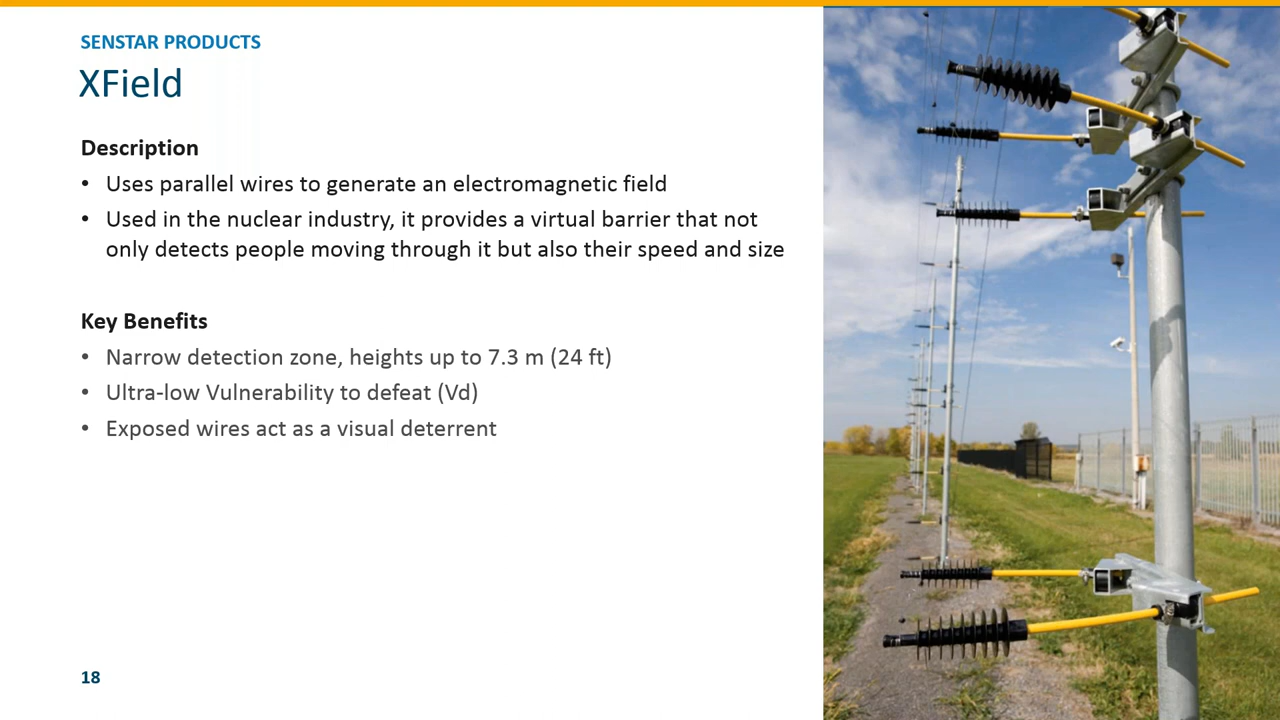 SENSTAR PRODUCTS
XField
Description
• Uses parallel wires to generate an electromagnetic field
• Used in the nuclear industry, it provides a virtual barrier that not
only detects people moving through it but also their speed and size
Key Benefits
• Narrow detection zone, heights up to 7.3 m (24 ft)
• Ultra-low Vulnerability to defeat (Vd)
• Exposed wires act as a visual deterrent
18